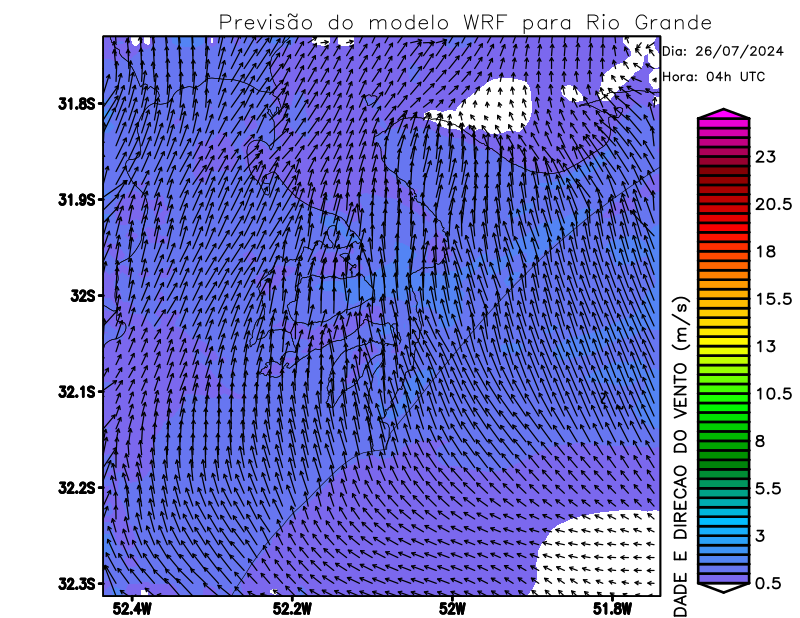 Previsão do modelo WRF para Rio Grande
Dia: 26/07/2024
Hora: 04h UTC
31.8S
31.9S
32S
32.1S
32.2S
32.3S
52.4W
52.2W
52W
51.8W
DADE E DIRECAO DO VENTO (m/s)
23
20.5
18
15.5
13
10.5
8
5.5
3
0.5